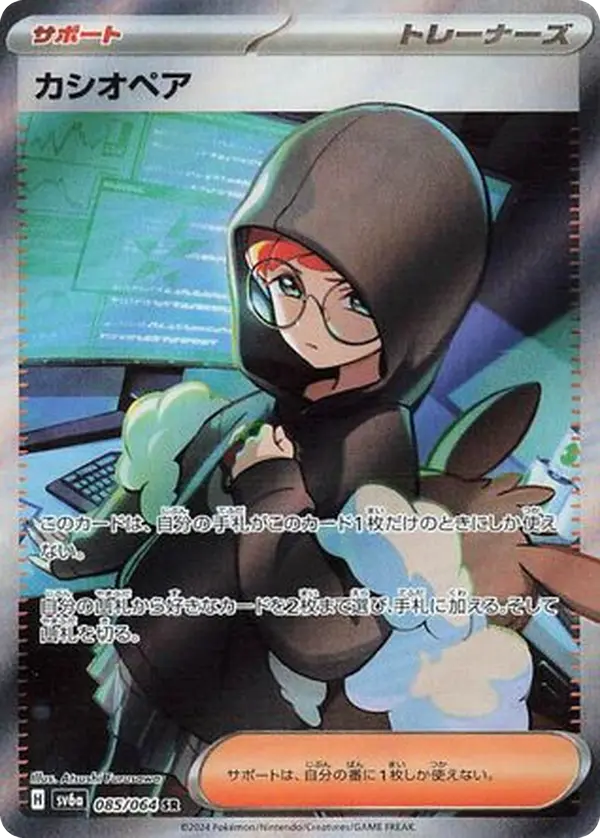 サポート
トレーナーズ
カシオペア
このカードは、自分の手札がこのカード1枚だけのときにしか使えない。
自分の山札から好きなカードを2枚まで選び、手札に加える。そして山札を切る。
サポートは、自分の番に1枚しか使えない。
Illus. Atsushi Furusawa
H sv6a 085/064 SR
©2024 Pokémon/Nintendo/Creatures/GAME FREAK.